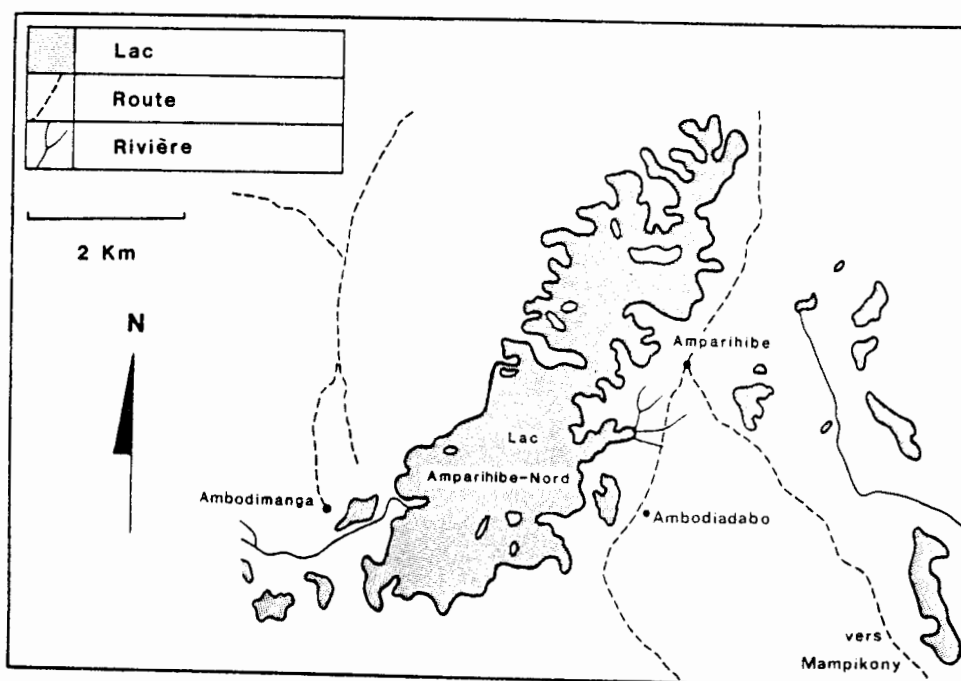 Lac
Route
Rivière
2 Km
N
Amparihibe
Lac
Amparihibe-Nord
Ambodimanga
Ambodiadabo
vers
Mampikony